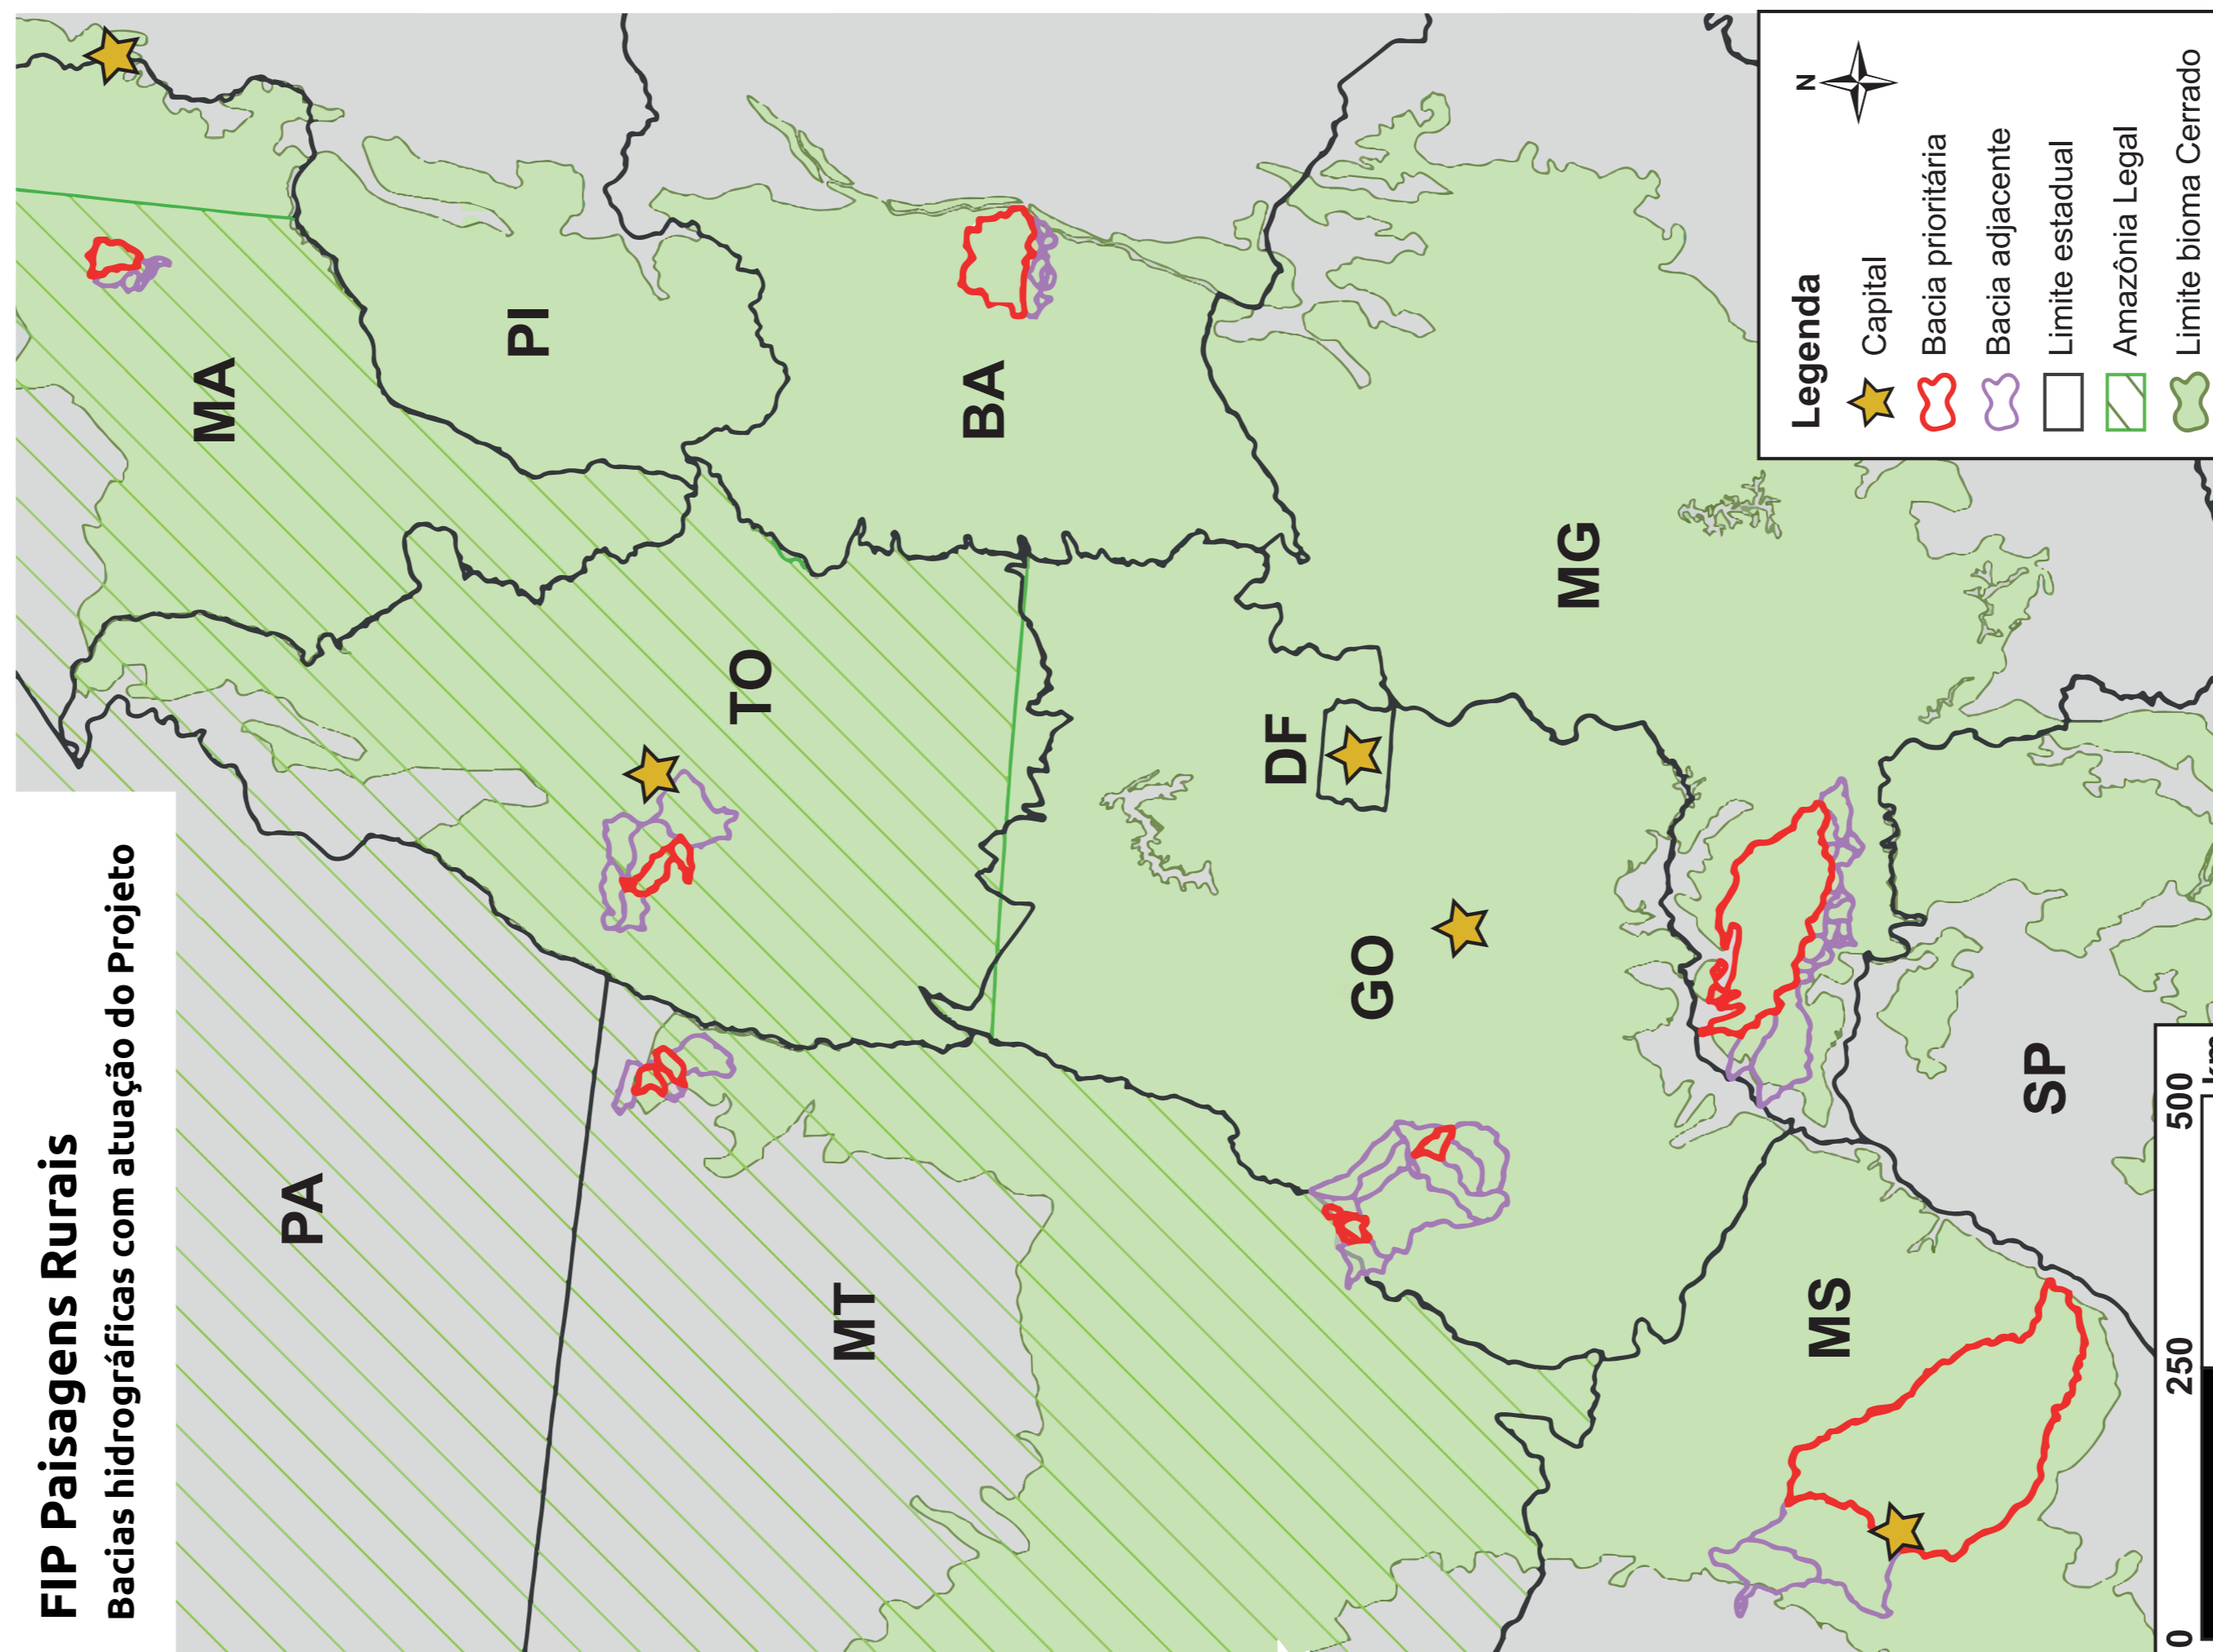 FIP Paisagens Rurais
Bacias hidrográficas com atuação do Projeto
PA
MA
PI
TO
MT
BA
DF
GO
MG
MS
SP
Legenda
N
Capital
Bacia prioritária
Bacia adjacente
Limite estadual
Amazônia Legal
Limite bioma Cerrado
0 250 500
km